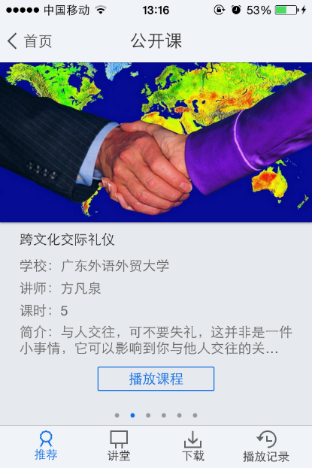 中国移动 13:16 53%
首页 公开课
跨文化交际礼仪
学校：广东外语外贸大学
讲师：方凡泉
课时：5
简介：与人交往，可不要失礼，这并非是一件
小事情，它可以影响到你与他人交往的关...
播放课程
推荐 讲堂 下载 播放记录